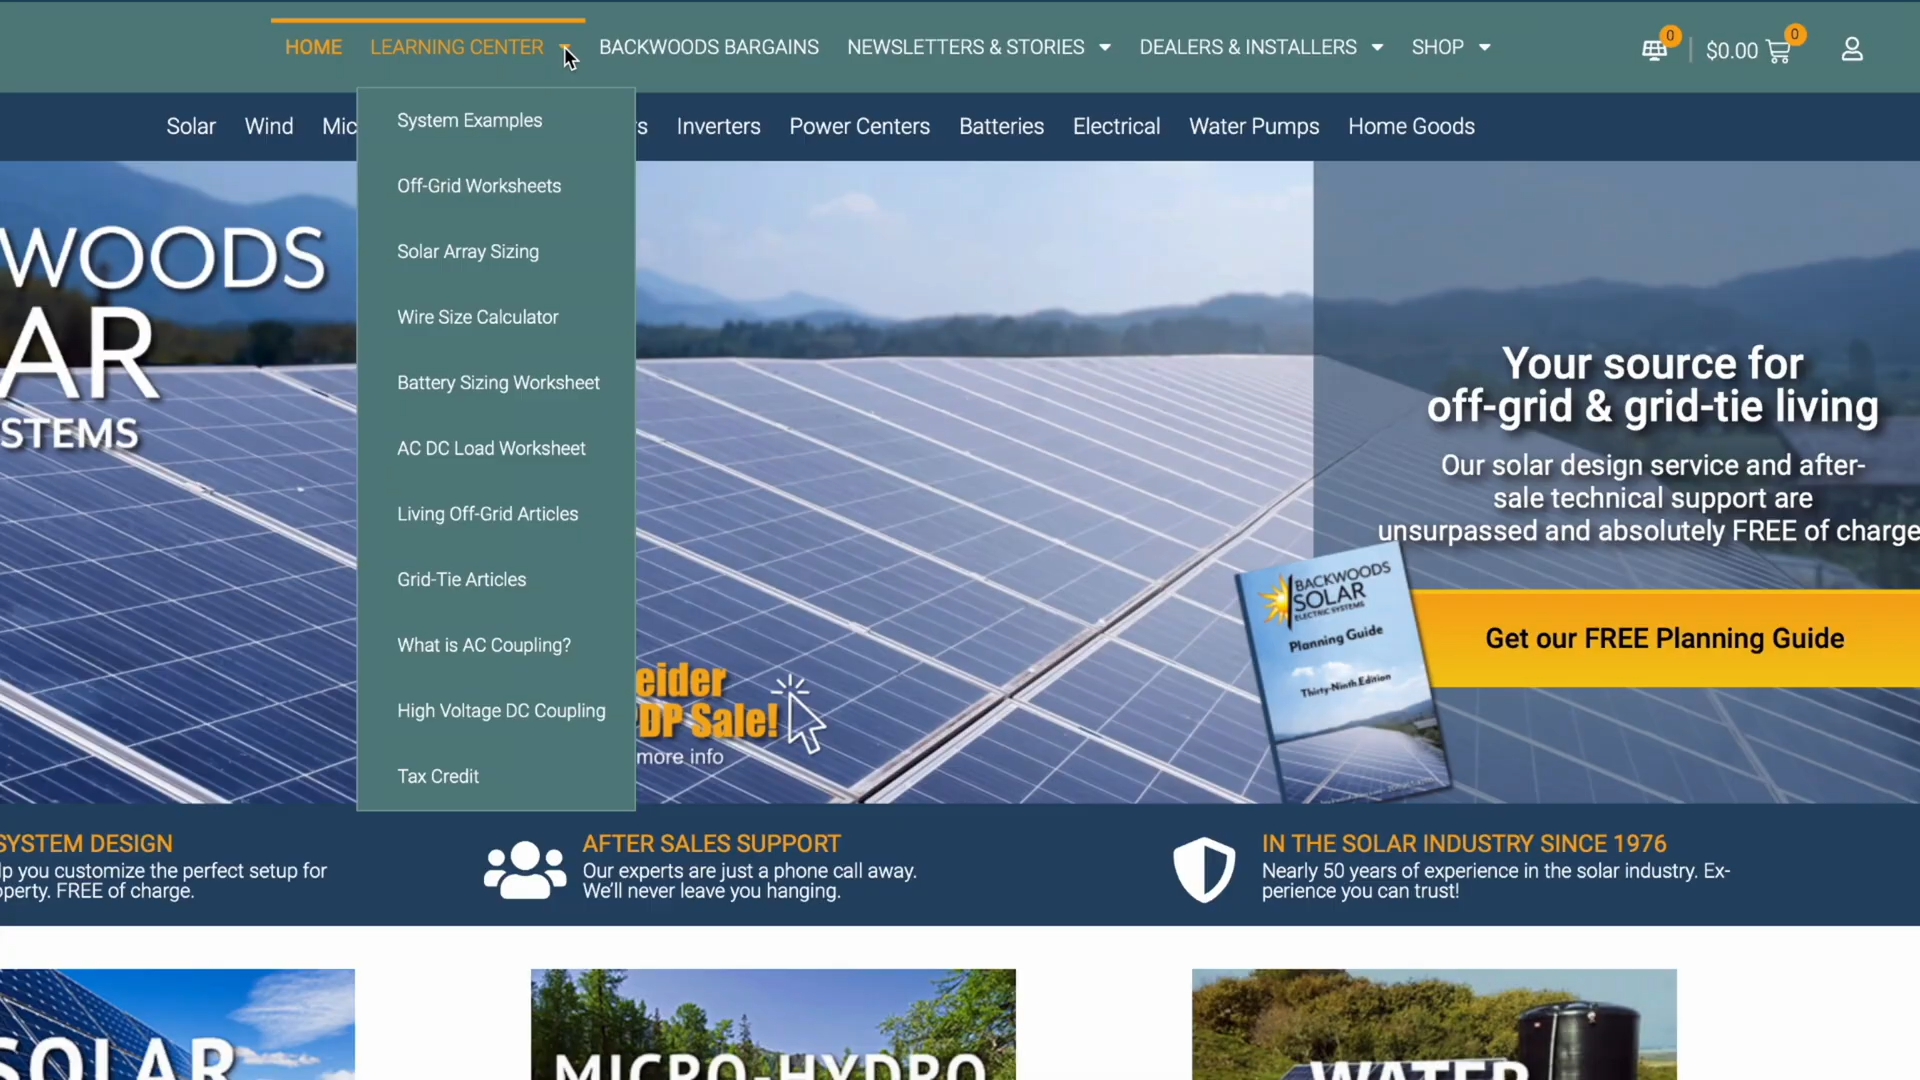 HOME LEARNING CENTER BACKWOODS BARGAINS NEWSLETTERS & STORIES DEALERS & INSTALLERS SHOP 0 $0.00 0
Solar Wind Mic s Inverters Power Centers Batteries Electrical Water Pumps Home Goods
System Examples
Off-Grid Worksheets
Solar Array Sizing
Wire Size Calculator
Battery Sizing Worksheet
AC DC Load Worksheet
Living Off-Grid Articles
Grid-Tie Articles
What is AC Coupling?
High Voltage DC Coupling
Tax Credit
WOODS
AR
STEMS
eider
PDP Sale!
more info
Your source for
off-grid & grid-tie living
Our solar design service and after-
sale technical support are
unsurpassed and absolutely FREE of charge
BACKWOODS
SOLAR
ELECTRIC SYSTEMS
Planning Guide
Thirty-Ninth Edition
Get our FREE Planning Guide
SYSTEM DESIGN
lp you customize the perfect setup for
operty. FREE of charge.
AFTER SALES SUPPORT
Our experts are just a phone call away.
We'll never leave you hanging.
IN THE SOLAR INDUSTRY SINCE 1976
Nearly 50 years of experience in the solar industry. Ex-
perience you can trust!
SOLAR
MICRO-HYDRO
WATER